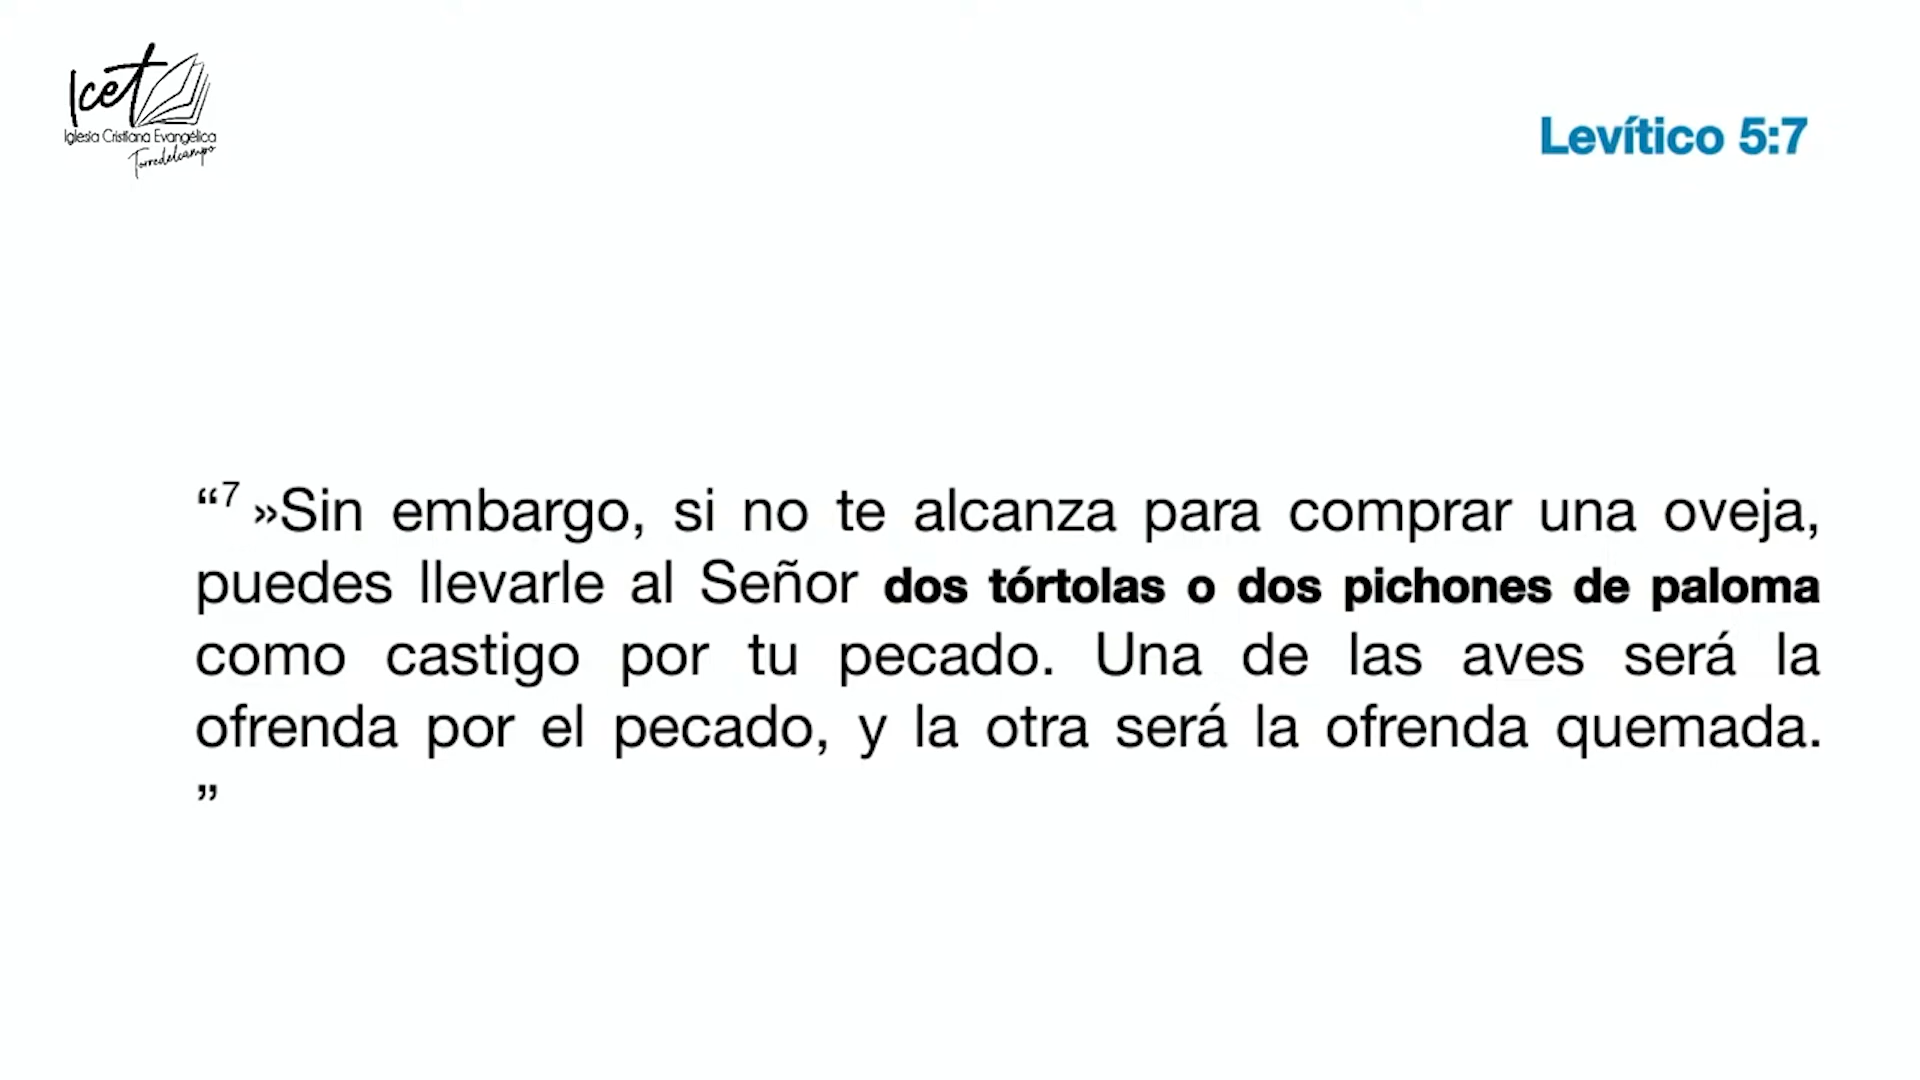 Icet
Iglesia Cristiana Evangélica
Torredelcampo
Levítico 5:7
“7 »Sin embargo, si no te alcanza para comprar una oveja,
puedes llevarle al Señor dos tórtolas o dos pichones de paloma
como castigo por tu pecado. Una de las aves será la
ofrenda por el pecado, y la otra será la ofrenda quemada.
”